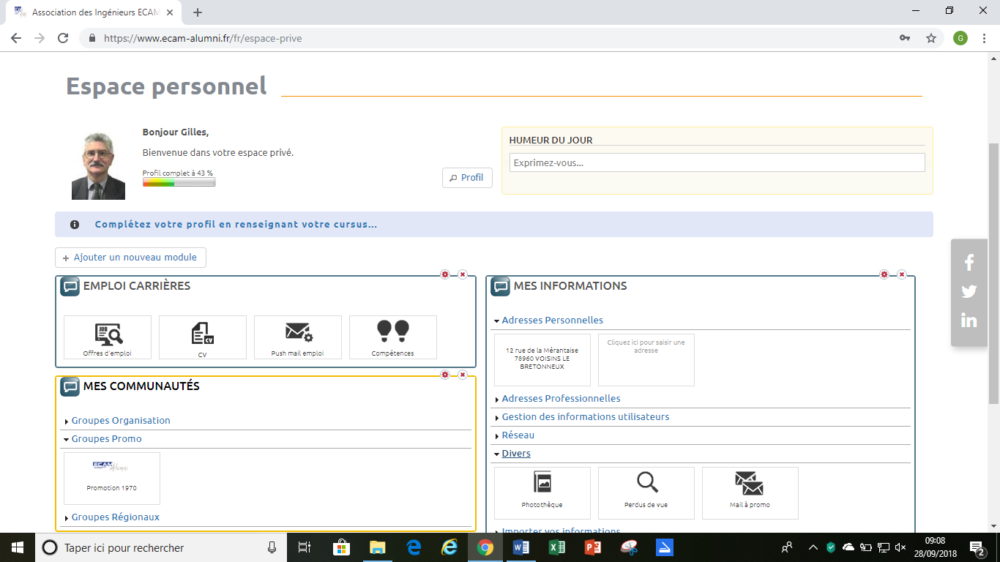 Association des Ingénieurs ECAM
https://www.ecam-alumni.fr/fr/espace-prive
G
Espace personnel
Bonjour Gilles,
Bienvenue dans votre espace privé.
Profil complet à 43 %
Profil
HUMEUR DU JOUR
Exprimez-vous...
Complétez votre profil en renseignant votre cursus...
Ajouter un nouveau module
EMPLOI CARRIÈRES
JOB
Offres d'emploi
CV
CV
Push mail emploi
Compétences
MES COMMUNAUTÉS
Groupes Organisation
Groupes Promo
ECAM Alumni
Promotion 1970
Groupes Régionaux
MES INFORMATIONS
Adresses Personnelles
12 rue de la Mérantaise
78960 VOISINS LE
BRETONNEUX
Cliquez ici pour saisir une
adresse
Adresses Professionnelles
Gestion des informations utilisateurs
Réseau
Divers
Photothèque
Perdus de vue
Mail à promo
Importer vos informations
Taper ici pour rechercher
09:08
28/09/2018
2